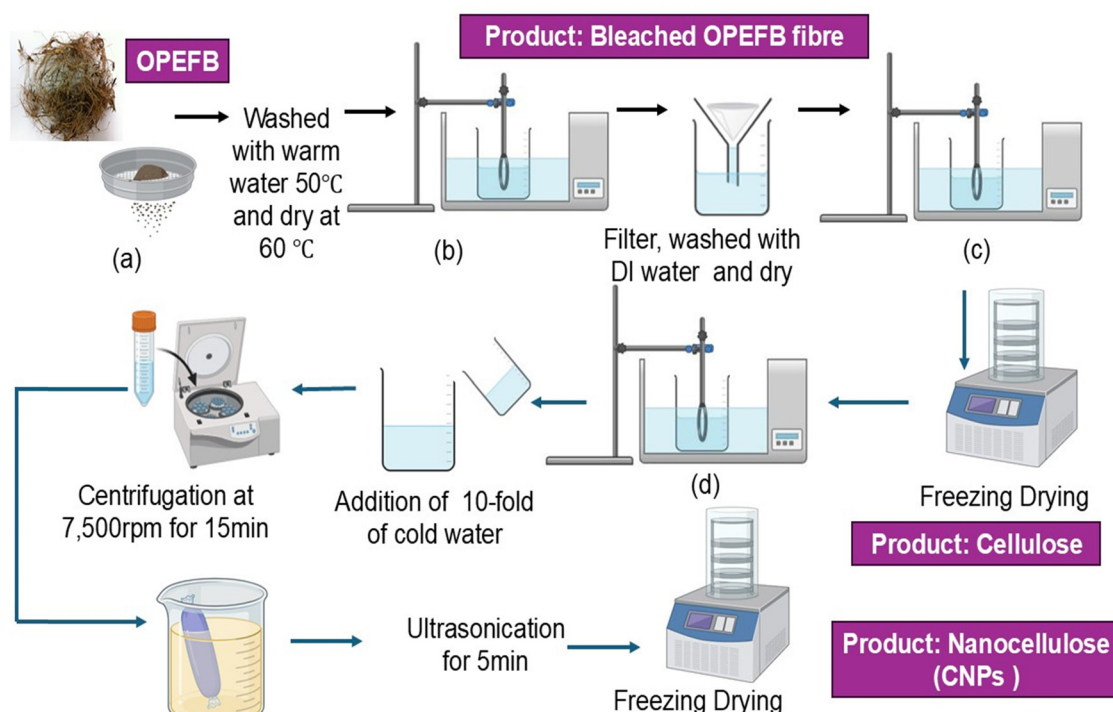 OPEFB
Product: Bleached OPEFB fibre
Washed
with warm
water 50℃
and dry at
60 ℃
(a)
(b)
Filter, washed with
DI water and dry
(c)
Centrifugation at
7,500rpm for 15min
Addition of 10-fold
of cold water
(d)
Freezing Drying
Product: Cellulose
Ultrasonication
for 5min
Freezing Drying
Product: Nanocellulose
(CNPs )